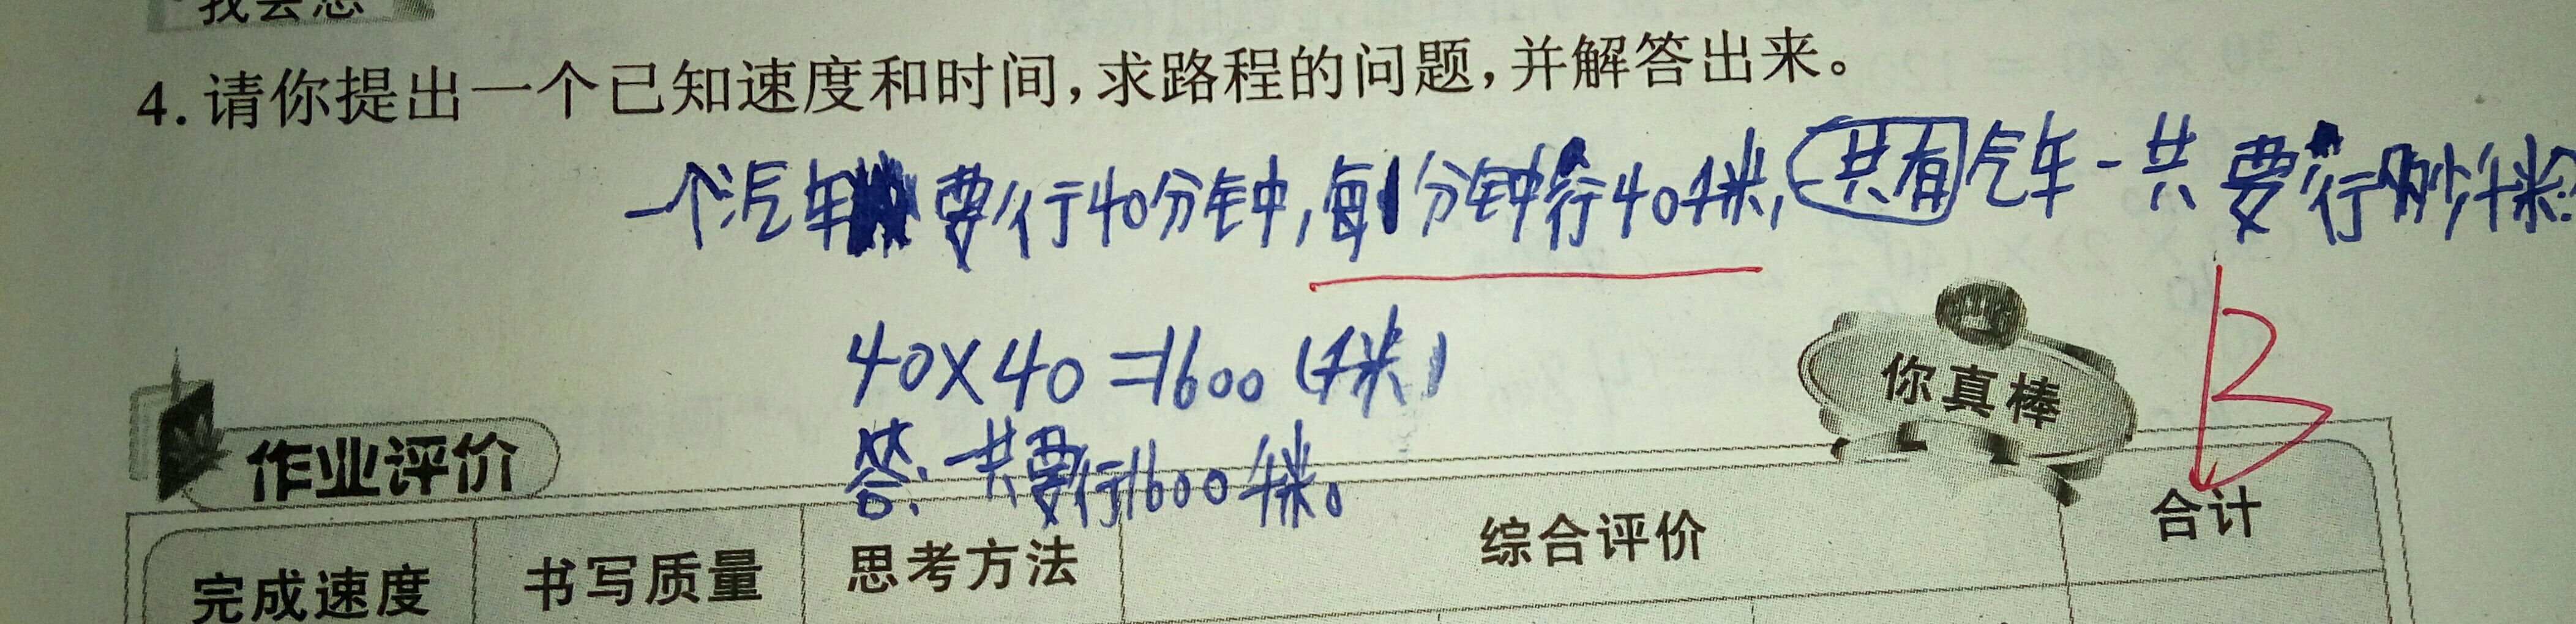 我会想
4.请你提出一个已知速度和时间,求路程的问题,并解答出来。
一个汽车要行40分钟,每1分钟行40千米,共有汽车一共要行多少千米?
40×40=1600(千米)
答:一共要行1600千米。
你真棒
B
作业评价
完成速度 书写质量 思考方法 综合评价 合计